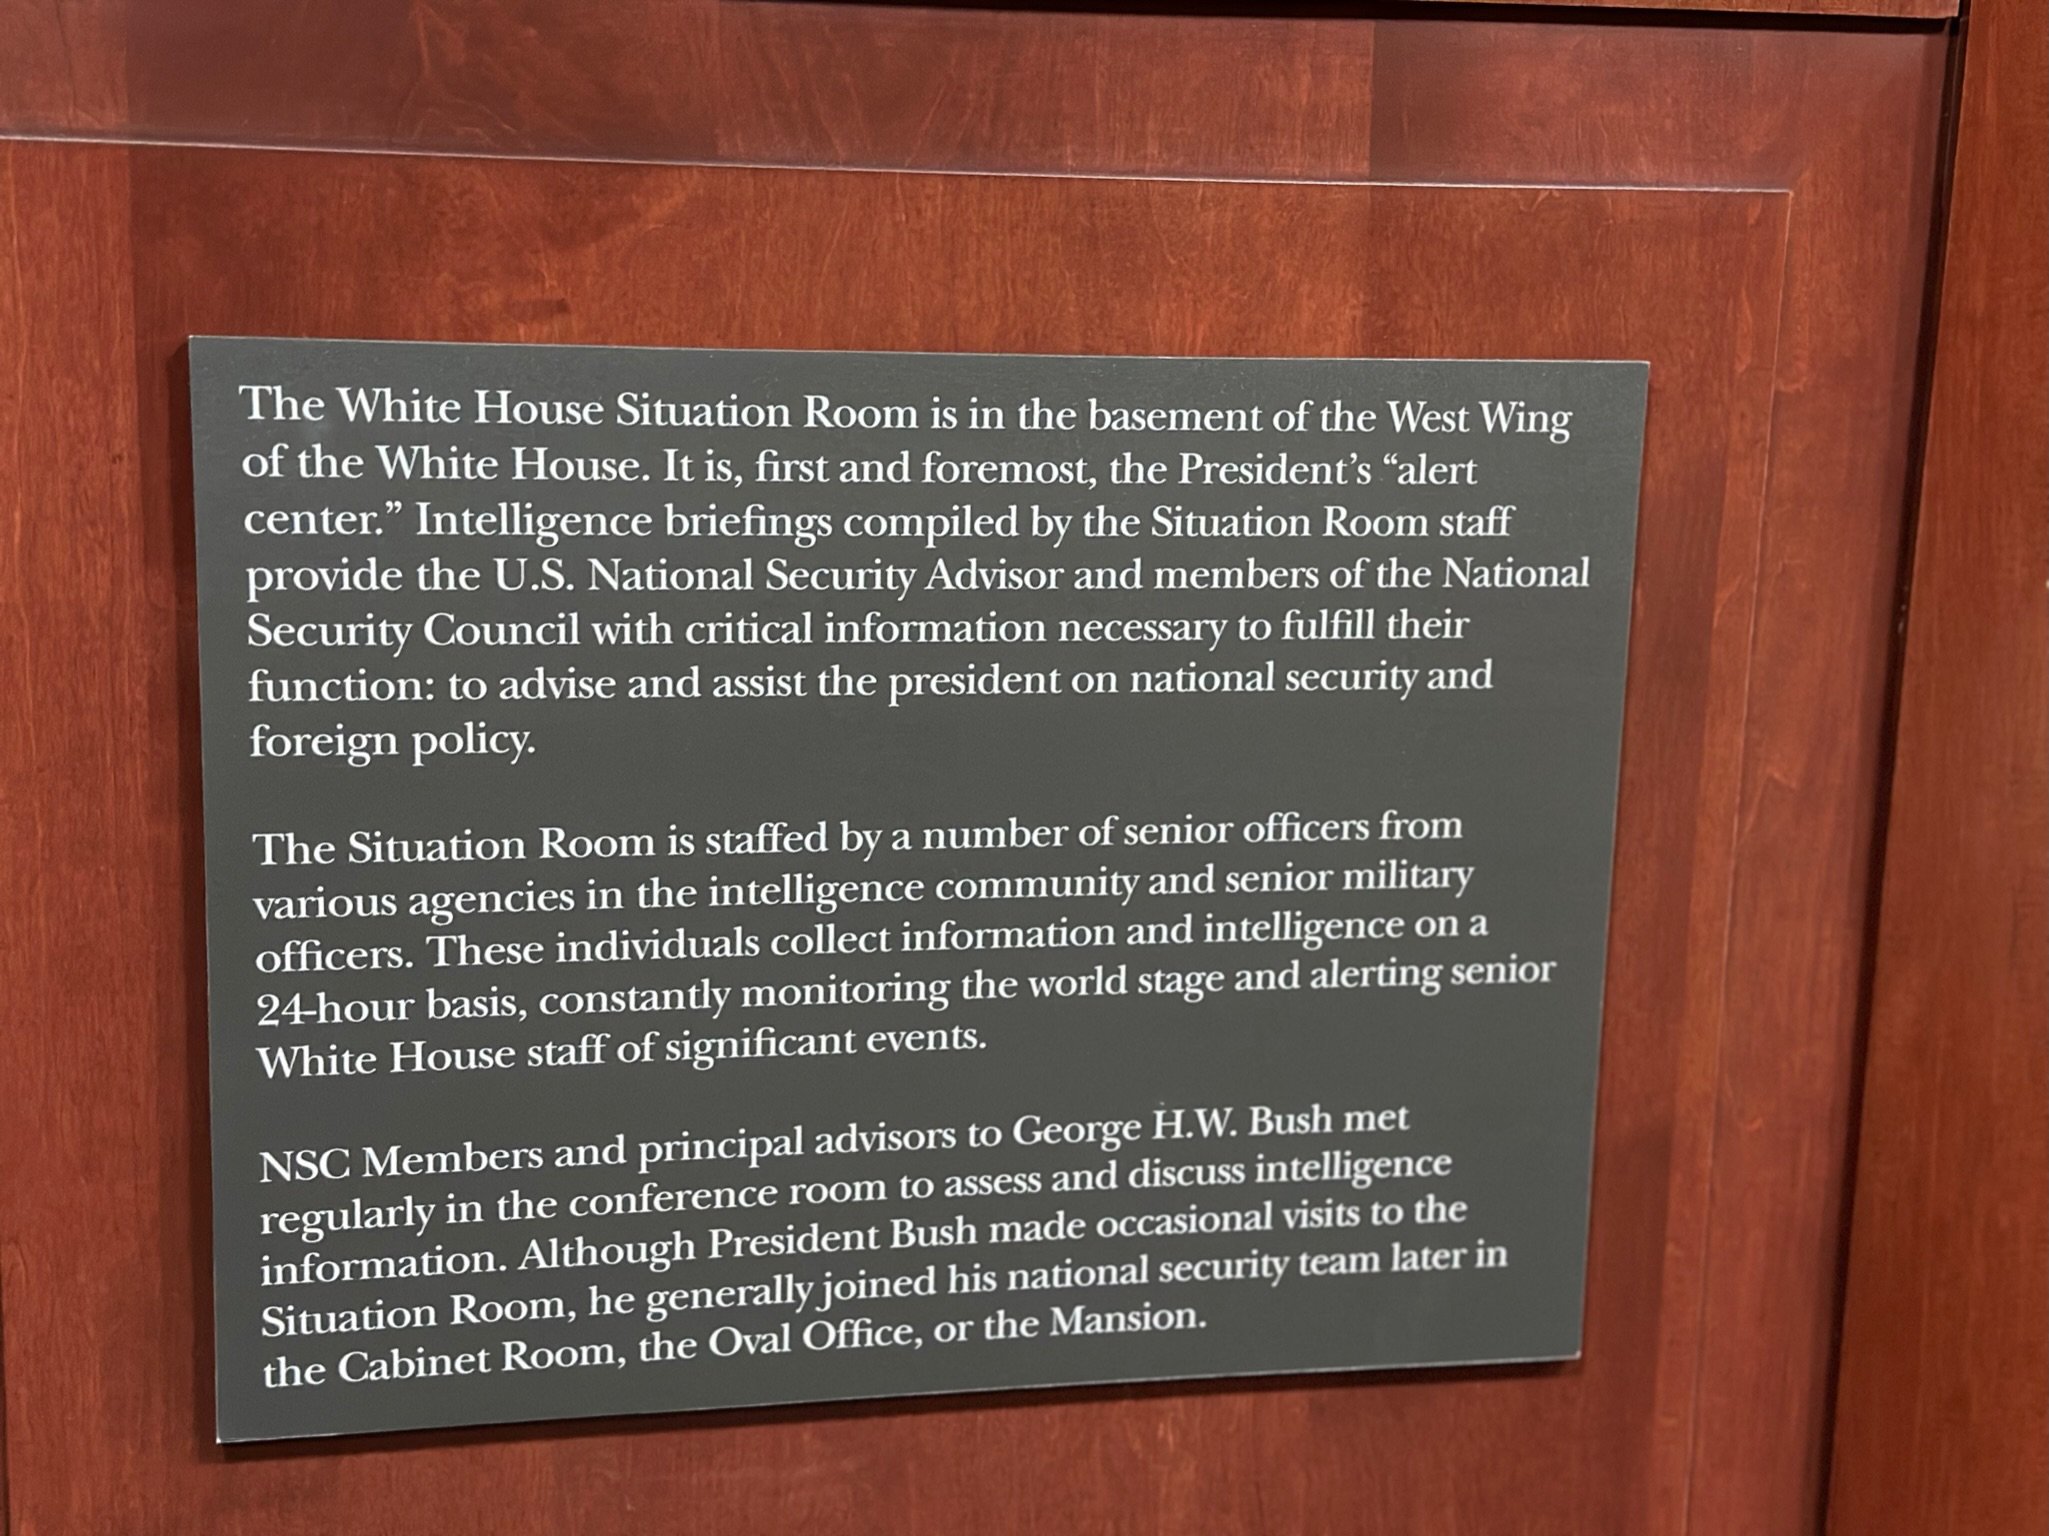 The White House Situation Room is in the basement of the West Wing
of the White House. It is, first and foremost, the President’s “alert
center.” Intelligence briefings compiled by the Situation Room staff
provide the U.S. National Security Advisor and members of the National
Security Council with critical information necessary to fulfill their
function: to advise and assist the president on national security and
foreign policy.
The Situation Room is staffed by a number of senior officers from
various agencies in the intelligence community and senior military
officers. These individuals collect information and intelligence on a
24-hour basis, constantly monitoring the world stage and alerting senior
White House staff of significant events.
NSC Members and principal advisors to George H.W. Bush met
regularly in the conference room to assess and discuss intelligence
information. Although President Bush made occasional visits to the
Situation Room, he generally joined his national security team later in
the Cabinet Room, the Oval Office, or the Mansion.